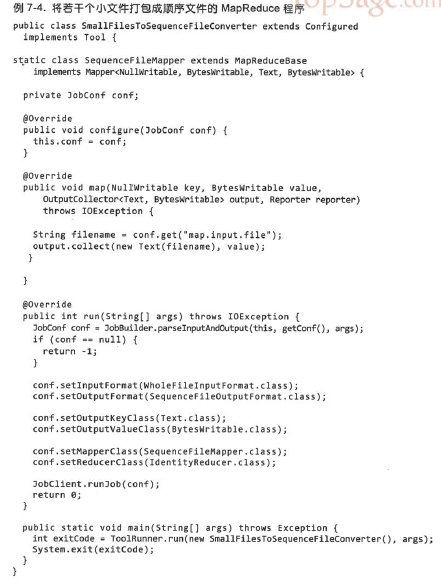 例 7-4. 将若干个小文件打包成顺序文件的 MapReduce 程序
public class SmallFilesToSequenceFileConverter extends Configured
  implements Tool {

static class SequenceFileMapper extends MapReduceBase
    implements Mapper<NullWritable, BytesWritable, Text, BytesWritable> {

  private JobConf conf;

  @Override
  public void configure(JobConf conf) {
    this.conf = conf;
  }

  @Override
  public void map(NullWritable key, BytesWritable value,
      OutputCollector<Text, BytesWritable> output, Reporter reporter)
      throws IOException {

    String filename = conf.get("map.input.file");
    output.collect(new Text(filename), value);
  }

  }

  @Override
  public int run(String[] args) throws IOException {
    JobConf conf = JobBuilder.parseInputAndOutput(this, getConf(), args);
    if (conf == null) {
      return -1;
    }

    conf.setInputFormat(WholeFileInputFormat.class);
    conf.setOutputFormat(SequenceFileOutputFormat.class);

    conf.setOutputKeyClass(Text.class);
    conf.setOutputValueClass(BytesWritable.class);

    conf.setMapperClass(SequenceFileMapper.class);
    conf.setReducerClass(IdentityReducer.class);

    JobClient.runJob(conf);
    return 0;
  }

  public static void main(String[] args) throws Exception {
    int exitCode = ToolRunner.run(new SmallFilesToSequenceFileConverter(), args);
    System.exit(exitCode);
  }
}